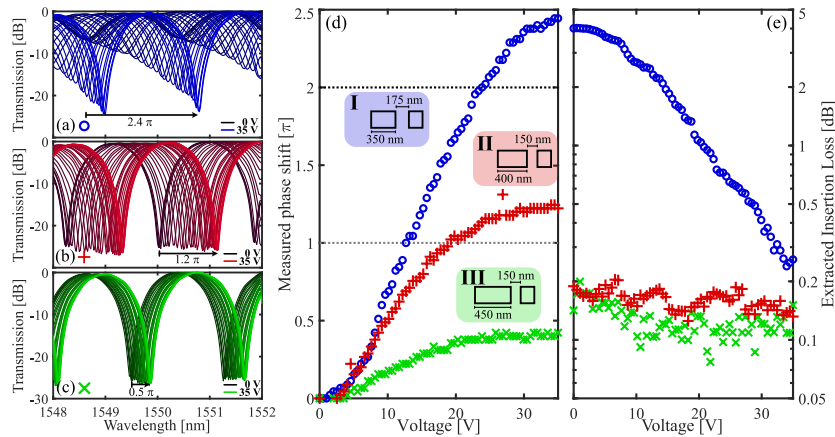 Transmission [dB]
0
-10
-20
(a)
2.4 π
0 V
35 V
Transmission [dB]
0
-10
-20
(b)
1.2 π
0 V
35 V
Transmission [dB]
0
-10
-20
-30
(c)
0.5 π
0 V
35 V
1548 1549 1550 1551 1552
Wavelength [nm]
(d)
Measured phase shift [π]
2.5
2
1.5
1
0.5
0
I
175 nm
350 nm
II
150 nm
400 nm
III
150 nm
450 nm
0 10 20 30
Voltage [V]
(e)
5
2
1
0.5
0.2
0.1
0.05
Extracted Insertion Loss [dB]
0 10 20 30
Voltage [V]